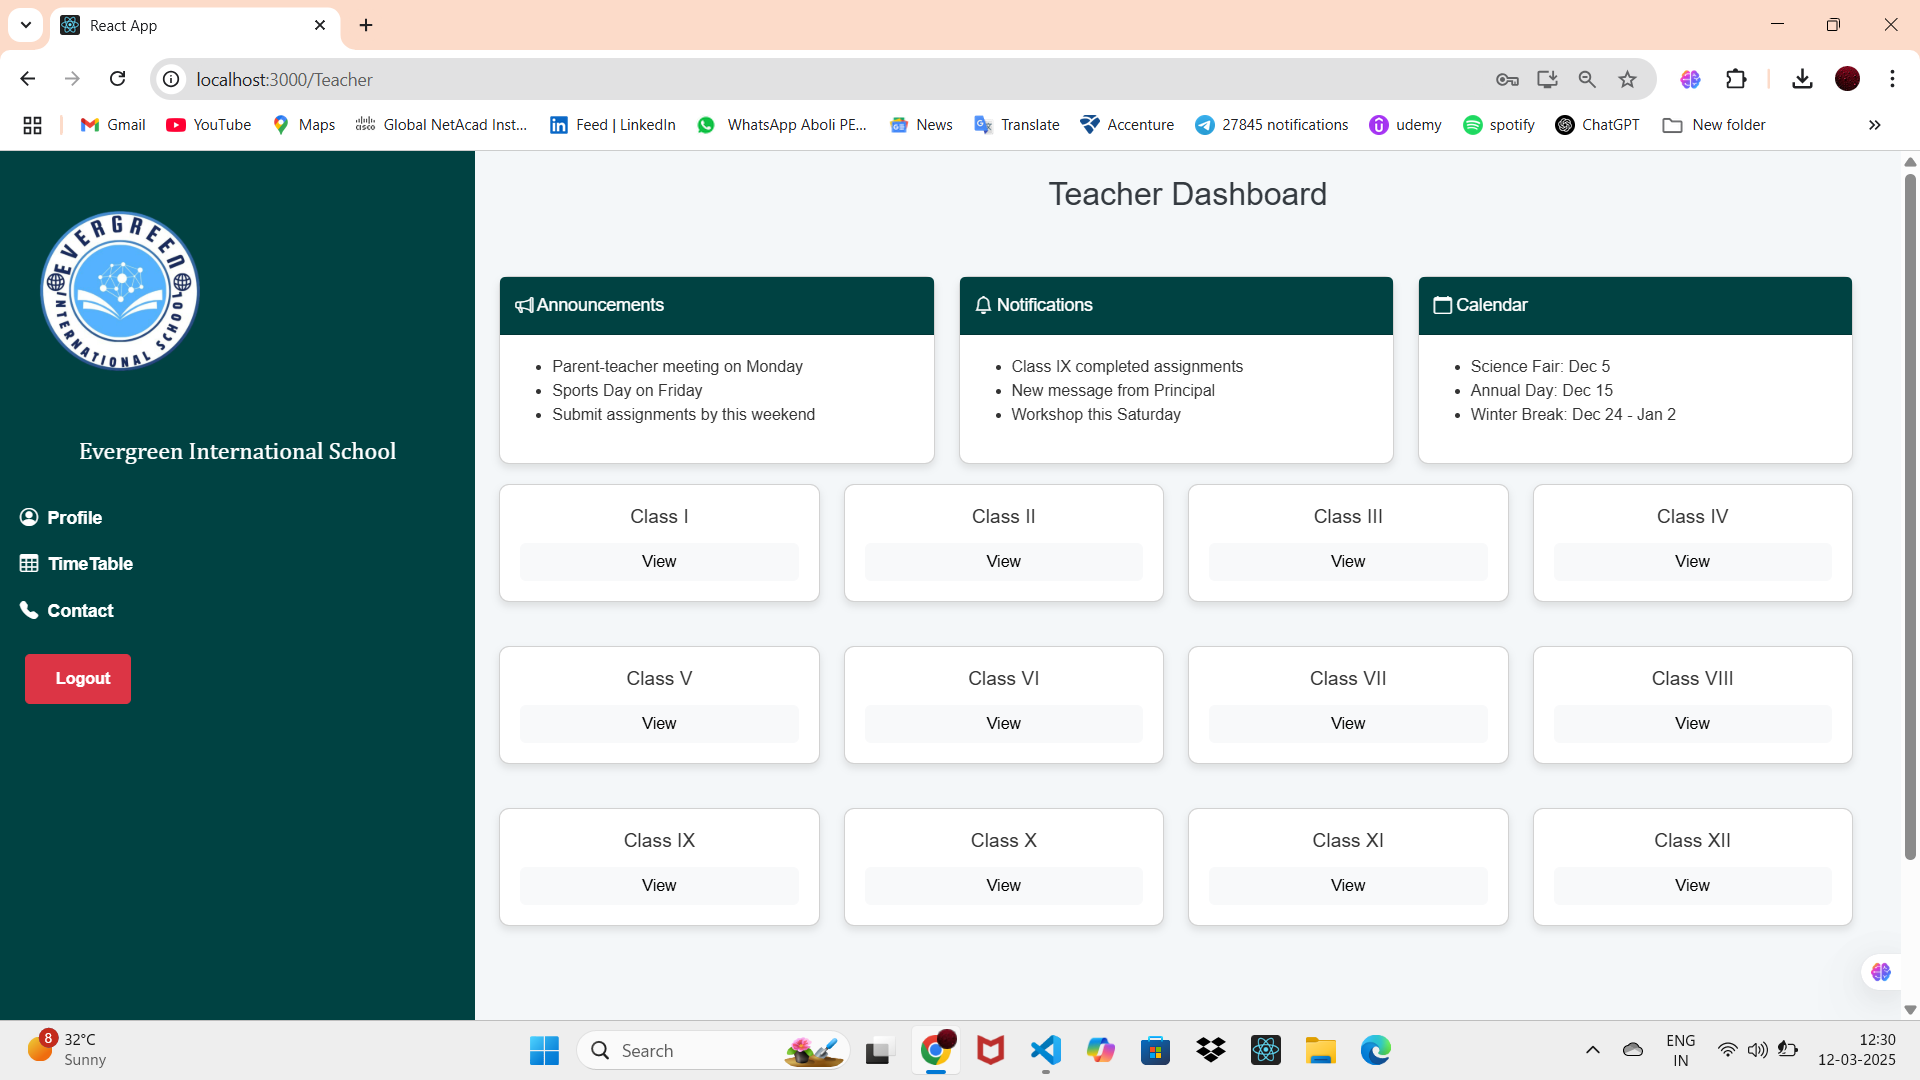 React App
localhost:3000/Teacher
Gmail
YouTube
Maps
Global NetAcad Inst...
Feed | LinkedIn
WhatsApp Aboli PE...
News
Translate
Accenture
27845 notifications
udemy
spotify
ChatGPT
New folder
EVERGREEN
INTERNATIONAL SCHOOL
Evergreen International School
Profile
TimeTable
Contact
Logout
Teacher Dashboard
Announcements
Parent-teacher meeting on Monday
Sports Day on Friday
Submit assignments by this weekend
Notifications
Class IX completed assignments
New message from Principal
Workshop this Saturday
Calendar
Science Fair: Dec 5
Annual Day: Dec 15
Winter Break: Dec 24 - Jan 2
Class I
View
Class II
View
Class III
View
Class IV
View
Class V
View
Class VI
View
Class VII
View
Class VIII
View
Class IX
View
Class X
View
Class XI
View
Class XII
View
8
32°C
Sunny
Search
ENG
IN
12:30
12-03-2025